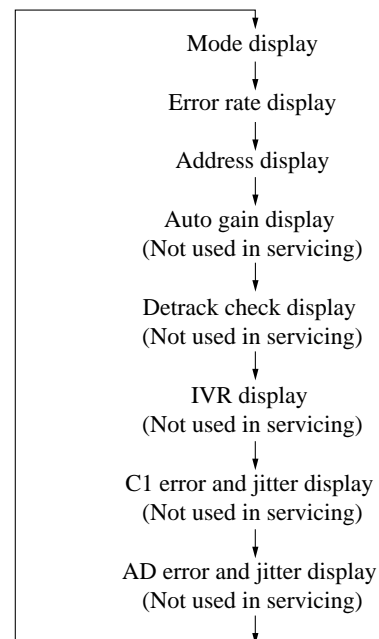 Mode display
Error rate display
Address display
Auto gain display
(Not used in servicing)
Detrack check display
(Not used in servicing)
IVR display
(Not used in servicing)
C1 error and jitter display
(Not used in servicing)
AD error and jitter display
(Not used in servicing)